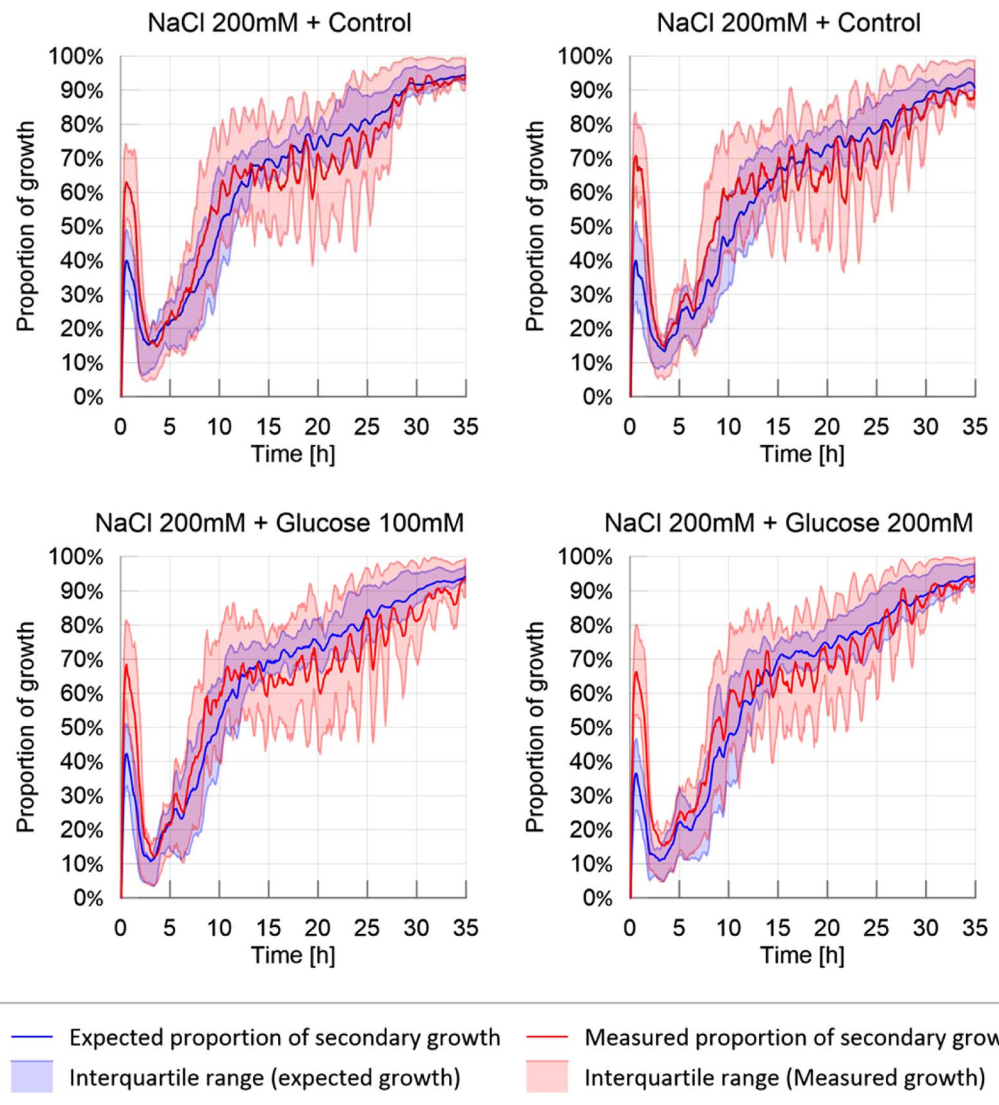 NaCl 200mM + Control
Proportion of growth
100%
90%
80%
70%
60%
50%
40%
30%
20%
10%
0%
0 5 10 15 20 25 30 35
Time [h]
NaCl 200mM + Control
Proportion of growth
100%
90%
80%
70%
60%
50%
40%
30%
20%
10%
0%
0 5 10 15 20 25 30 35
Time [h]
NaCl 200mM + Glucose 100mM
Proportion of growth
100%
90%
80%
70%
60%
50%
40%
30%
20%
10%
0%
0 5 10 15 20 25 30 35
Time [h]
NaCl 200mM + Glucose 200mM
Proportion of growth
100%
90%
80%
70%
60%
50%
40%
30%
20%
10%
0%
0 5 10 15 20 25 30 35
Time [h]
Expected proportion of secondary growth
Interquartile range (expected growth)
Measured proportion of secondary
Interquartile range (Measured growth)